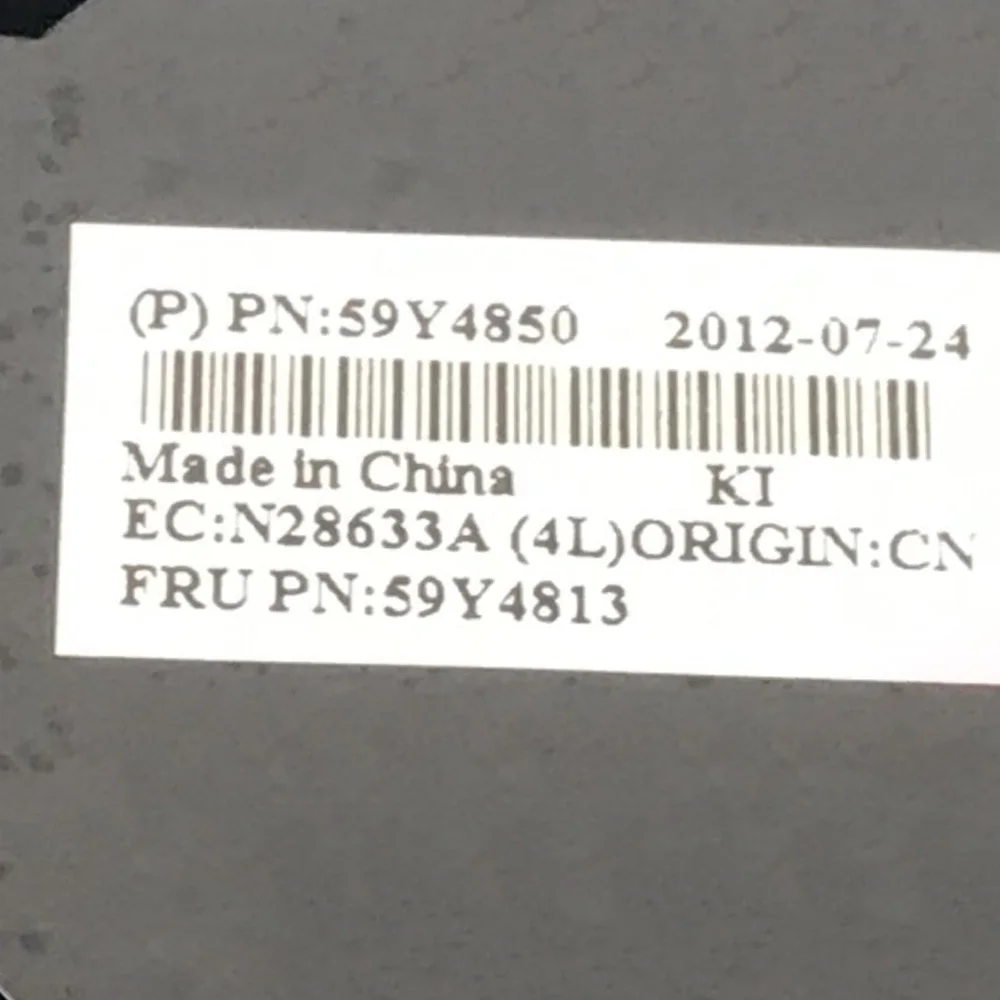 (P) PN:59Y4850 2012-07-24
Made in China KI
EC:N28633A (4L)ORIGIN:CN
FRU PN:59Y4813